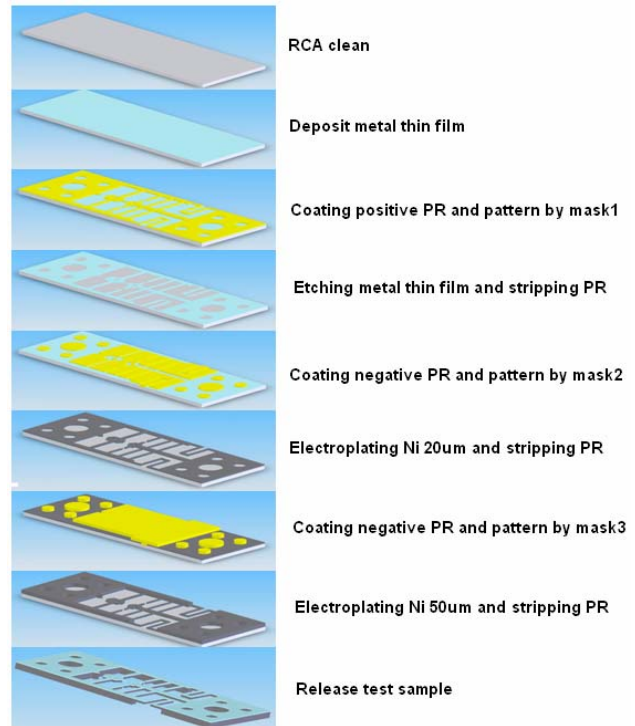 RCA clean
Deposit metal thin film
Coating positive PR and pattern by mask1
Etching metal thin film and stripping PR
Coating negative PR and pattern by mask2
Electroplating Ni 20um and stripping PR
Coating negative PR and pattern by mask3
Electroplating Ni 50um and stripping PR
Release test sample